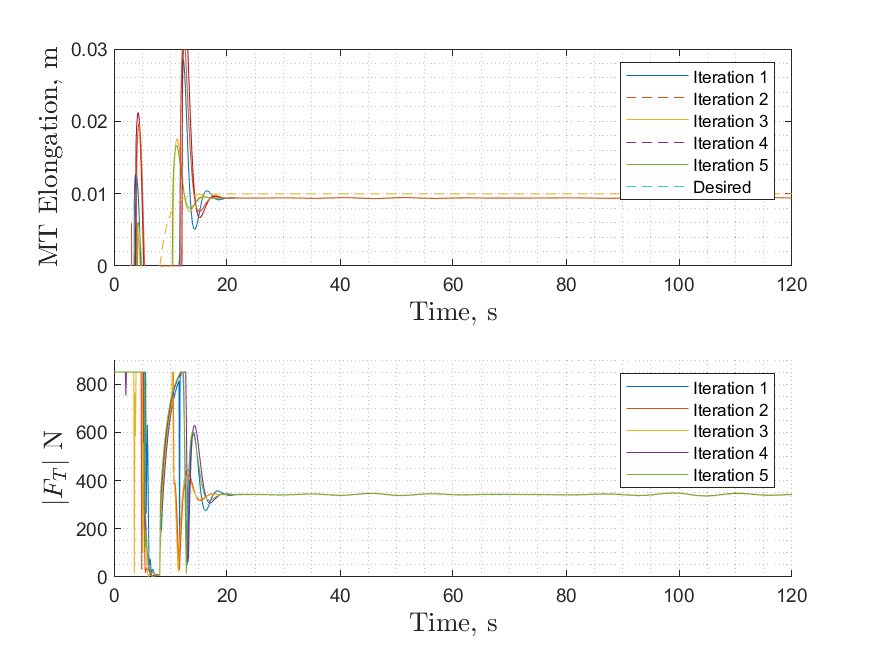 MT Elongation, m
0.03
0.02
0.01
0
Iteration 1
Iteration 2
Iteration 3
Iteration 4
Iteration 5
Desired
0 20 40 60 80 100 120
Time, s
|F_T| N
800
600
400
200
0
Iteration 1
Iteration 2
Iteration 3
Iteration 4
Iteration 5
0 20 40 60 80 100 120
Time, s